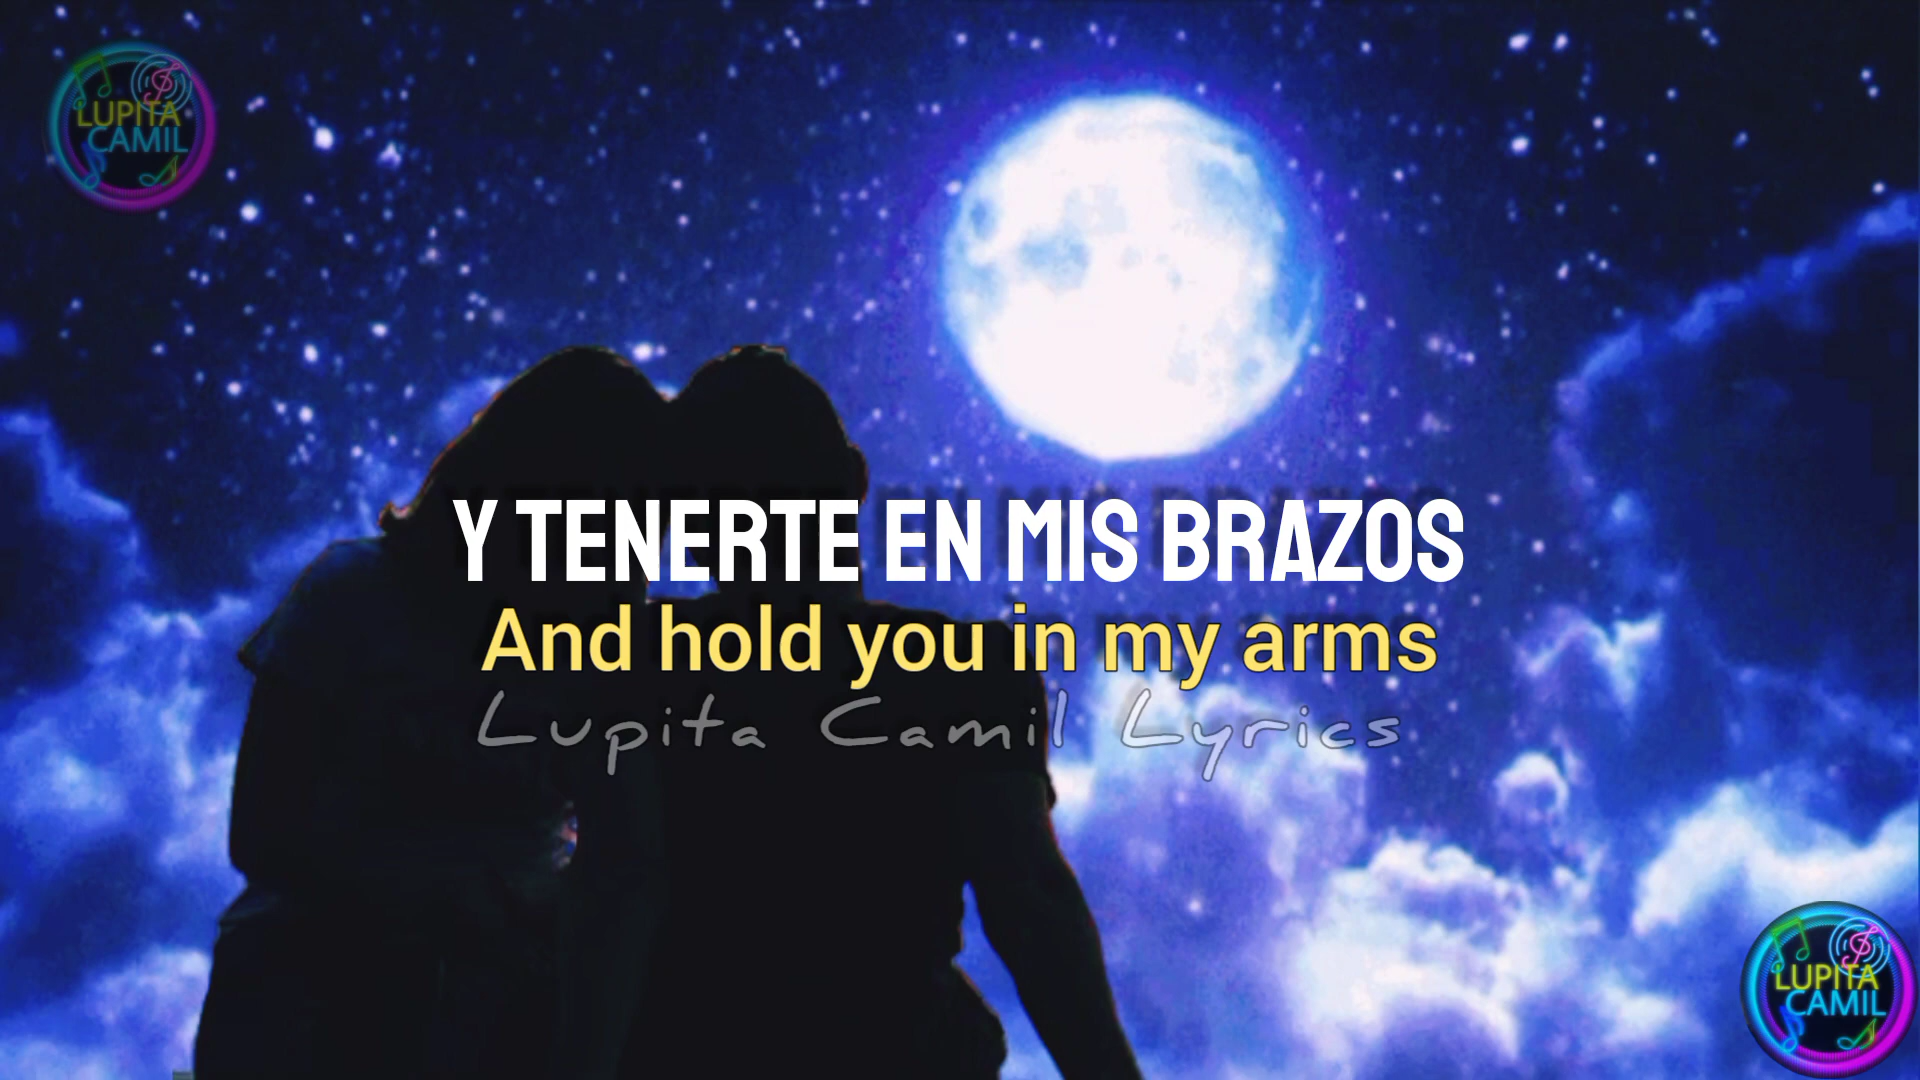 LUPITA
CAMIL
Y TENERTE EN MIS BRAZOS
And hold you in my arms
Lupita Camil Lyrics
LUPITA
CAMIL